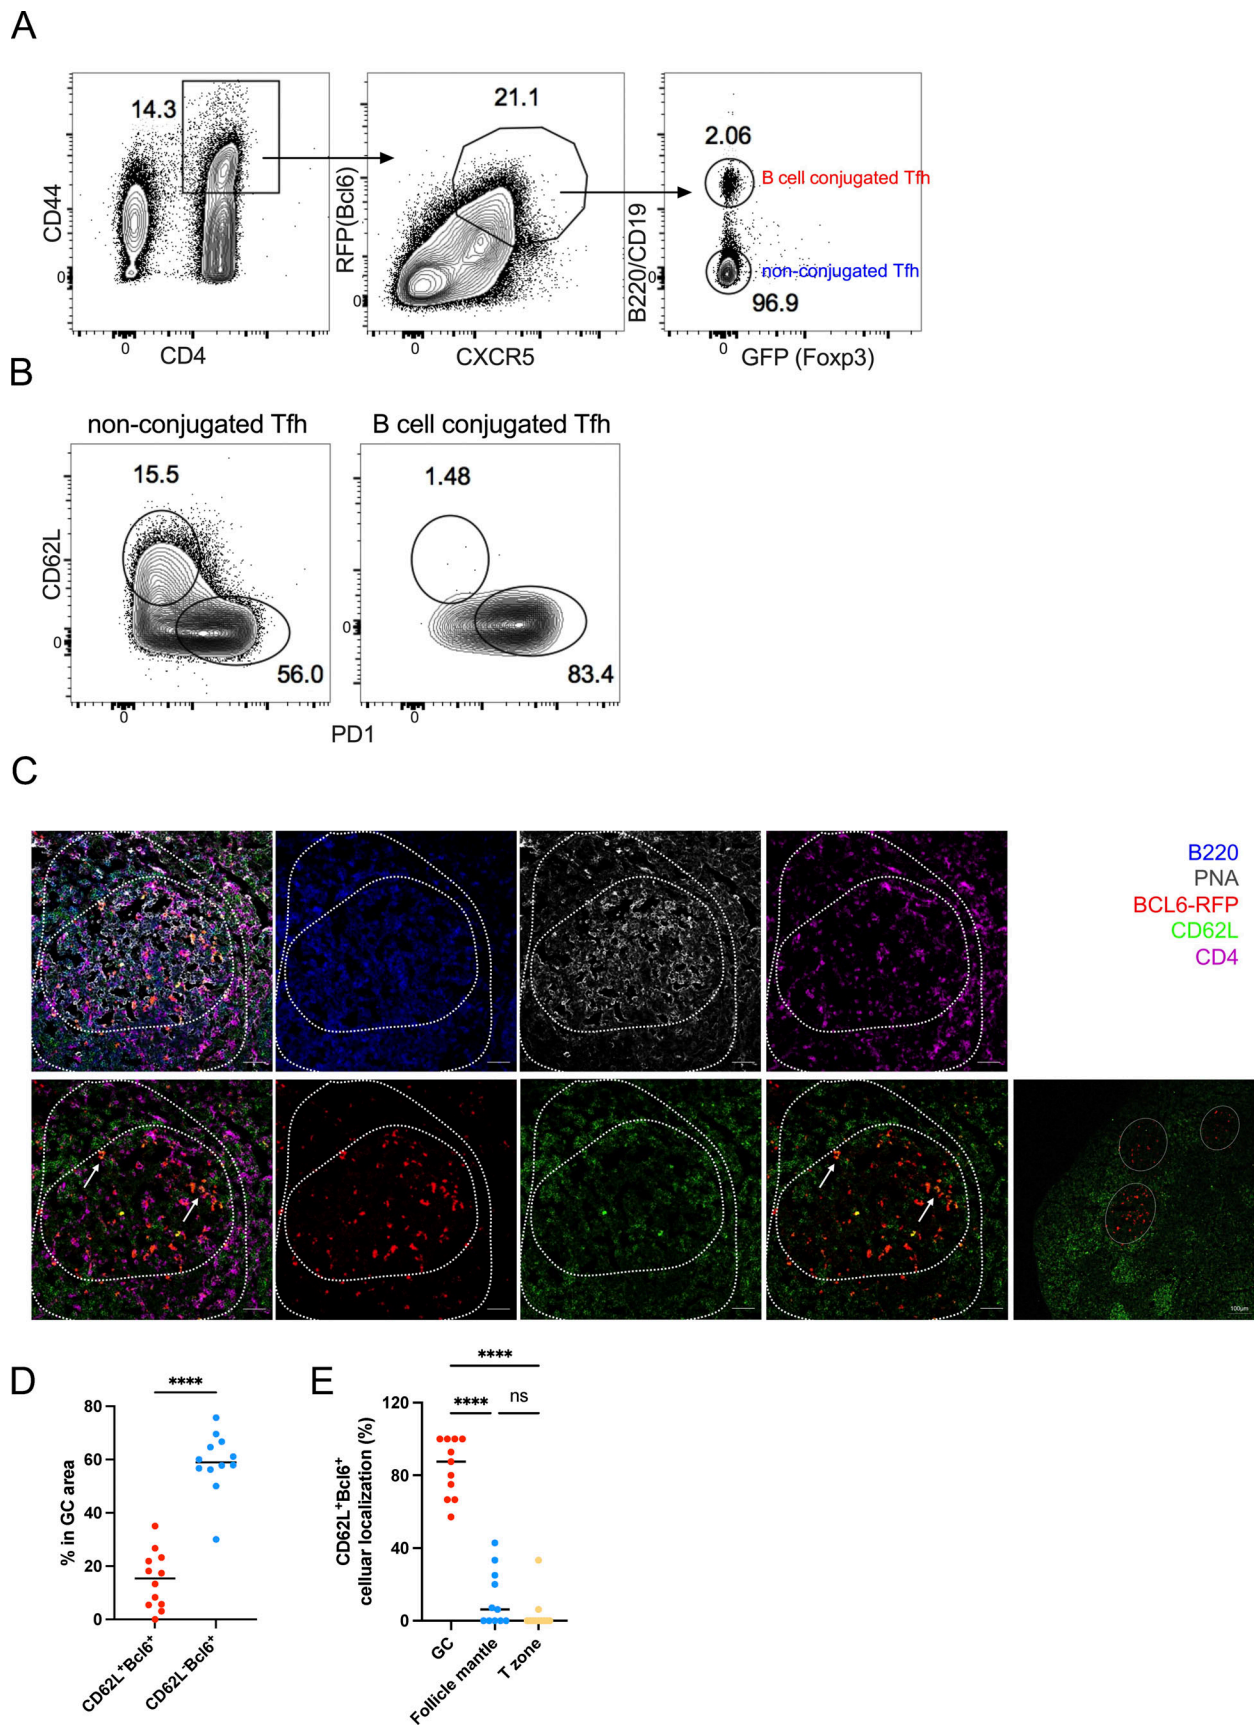 A
14.3
CD44
0
0
CD4
21.1
RFP(Bcl6)
0
CXCR5
2.06
B cell conjugated Tfh
B220/CD19
0
non-conjugated Tfh
96.9
0
GFP (Foxp3)
B
non-conjugated Tfh
B cell conjugated Tfh
15.5
1.48
CD62L
0
0
56.0
83.4
0
0
PD1
C
B220
PNA
BCL6-RFP
CD62L
CD4
100μm
D
****
80
60
40
20
0
% in GC area
CD62L⁺Bcl6⁺
CD62L⁻Bcl6⁺
E
****
****
ns
120
80
40
0
CD62L⁺Bcl6⁺
celluar localization (%)
GC
Follicle mantle
T zone